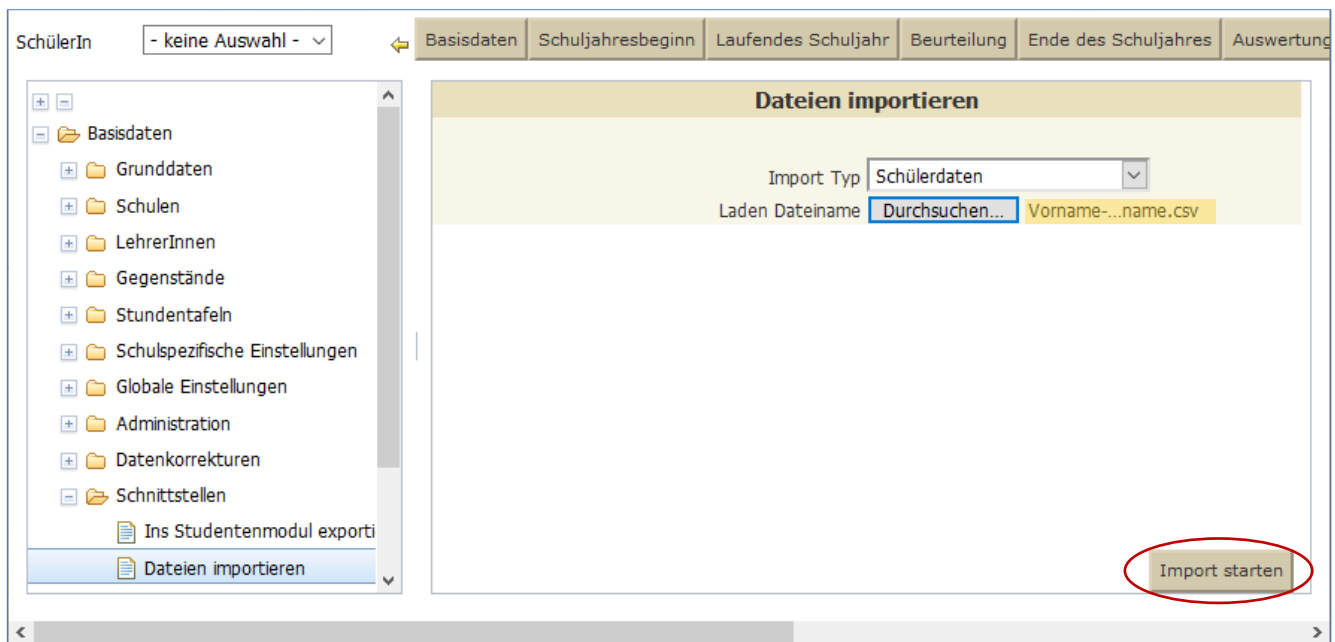 SchülerIn - keine Auswahl - Basisdaten Schuljahresbeginn Laufendes Schuljahr Beurteilung Ende des Schuljahres Auswertung
Basisdaten
Grunddaten
Schulen
LehrerInnen
Gegenstände
Stundentafeln
Schulspezifische Einstellungen
Globale Einstellungen
Administration
Datenkorrekturen
Schnittstellen
Ins Studentenmodul exporti
Dateien importieren
Dateien importieren
Import Typ Schülerdaten
Laden Dateiname Durchsuchen... Vorname-...name.csv
Import starten